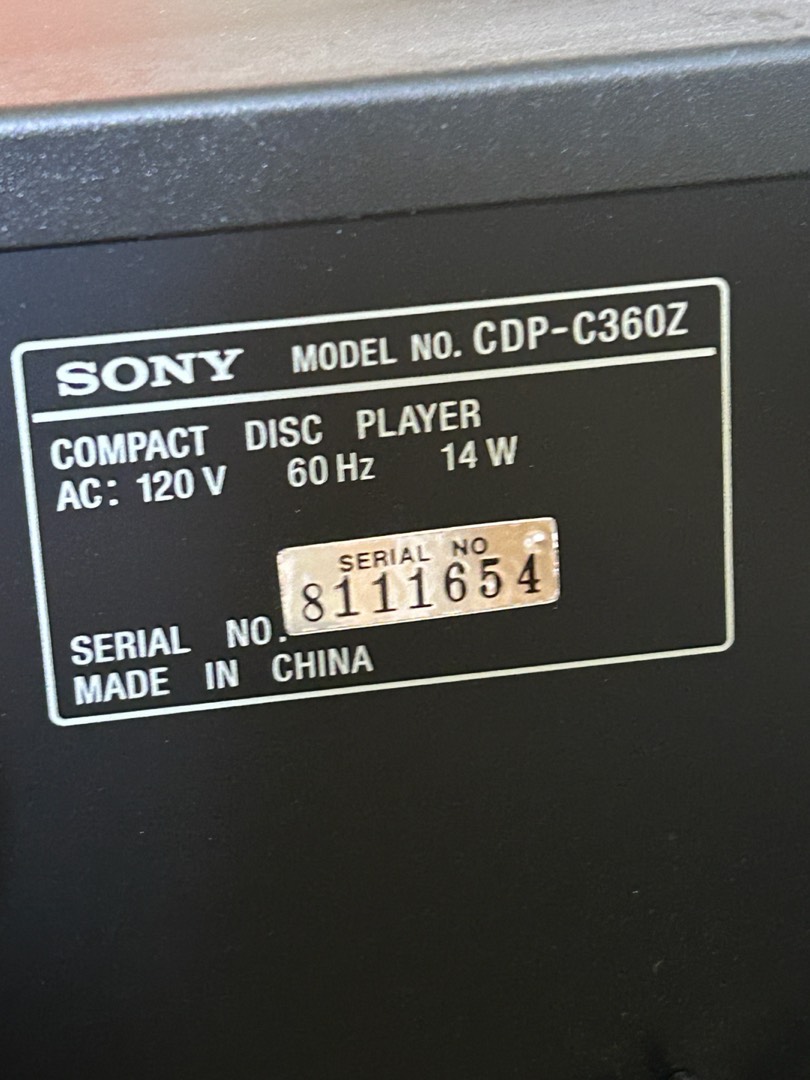 SONY MODEL NO. CDP-C360Z
COMPACT DISC PLAYER
AC: 120 V 60 Hz 14 W
SERIAL NO
8111654
SERIAL NO.
MADE IN CHINA